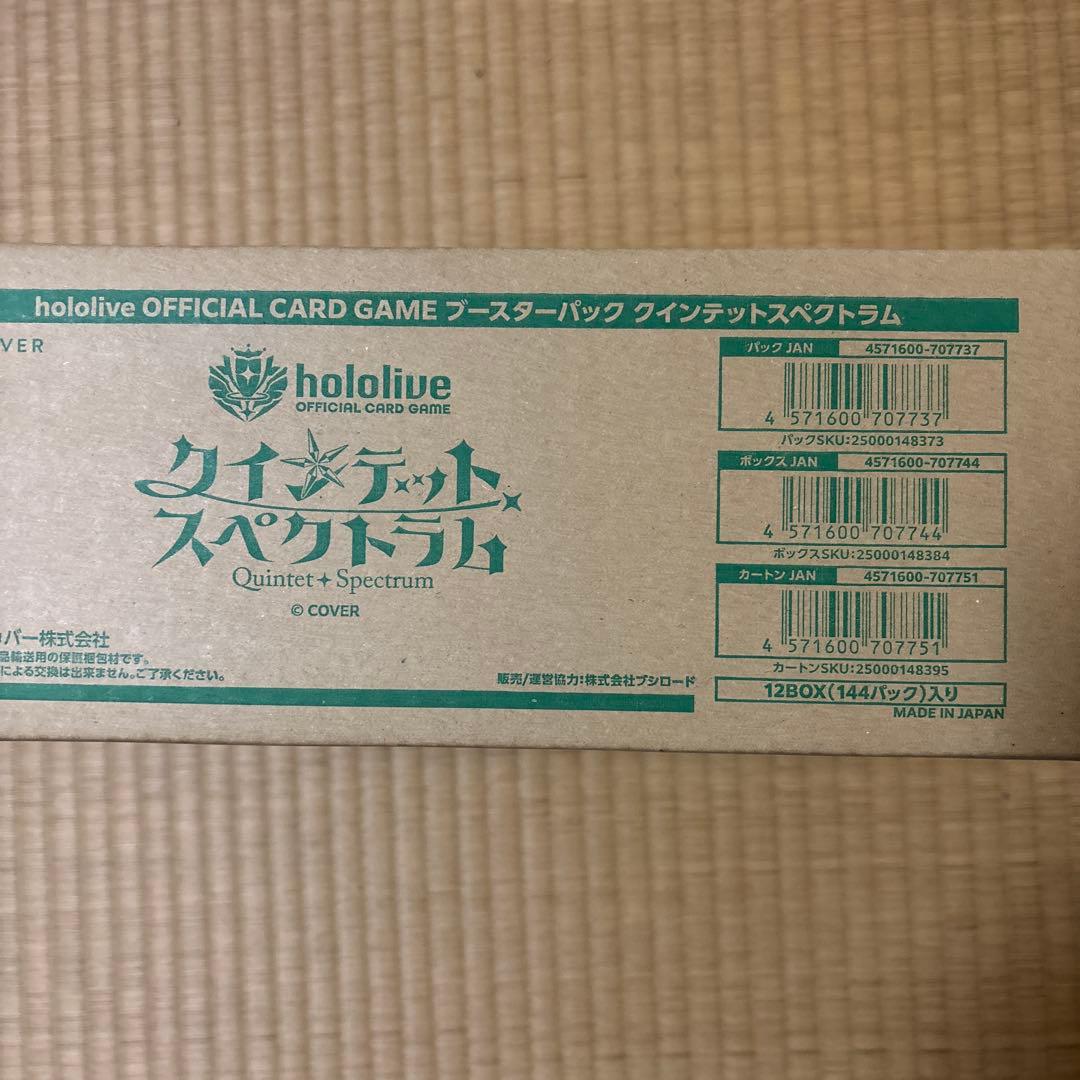 hololive OFFICIAL CARD GAME ブースターパック クインテットスペクトラム
VER
hololive
OFFICIAL CARD GAME
クインテット
スペクトラム
Quintet Spectrum
© COVER
バー株式会社
品輸送用の保護梱包材です。
による交換は出来ません。ご了承ください。
販売/運営協力:株式会社ブシロード
パック JAN 4571600-707737
4 571600 707737
パックSKU:25000148373
ボックス JAN 4571600-707744
4 571600 707744
ボックスSKU:25000148384
カートン JAN 4571600-707751
4 571600 707751
カートンSKU:25000148395
12BOX(144パック)入り
MADE IN JAPAN